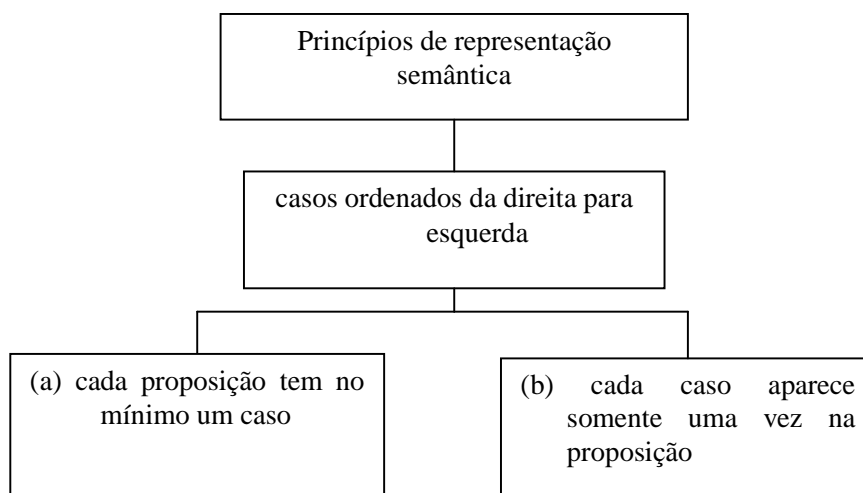 Princípios de representação
semântica
casos ordenados da direita para
esquerda
(a) cada proposição tem no
mínimo um caso
(b) cada caso aparece
somente uma vez na
proposição